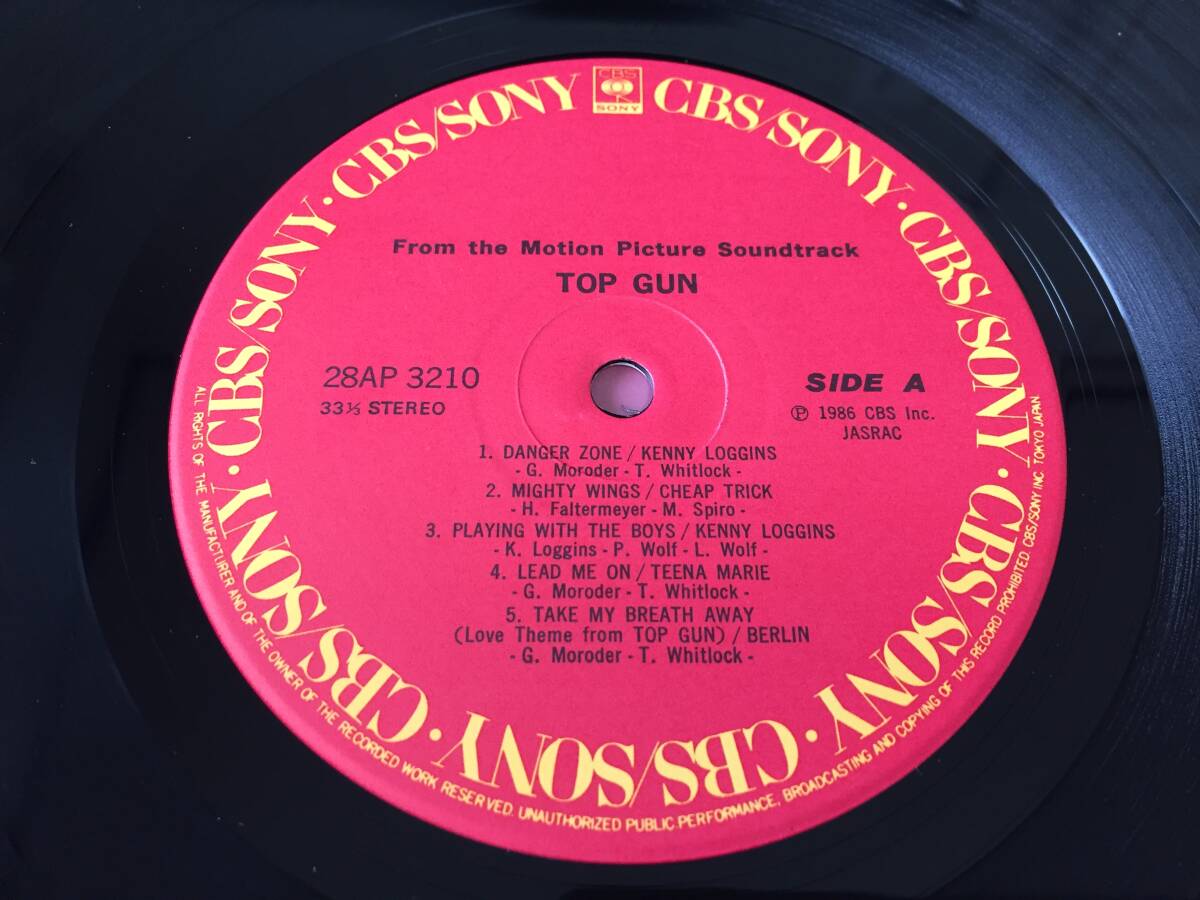 CBS
SONY
CBS/SONY · CBS/SONY · CBS/SONY · CBS/SONY · CBS/SONY · CBS/SONY · CBS/SONY · CBS/SONY · CBS/SONY
From the Motion Picture Soundtrack
TOP GUN
28AP 3210
33⅓ STEREO
SIDE A
℗ 1986 CBS Inc.
JASRAC
1. DANGER ZONE / KENNY LOGGINS
- G. Moroder - T. Whitlock -
2. MIGHTY WINGS / CHEAP TRICK
- H. Faltermeyer - M. Spiro -
3. PLAYING WITH THE BOYS / KENNY LOGGINS
- K. Loggins - P. Wolf - L. Wolf -
4. LEAD ME ON / TEENA MARIE
- G. Moroder - T. Whitlock -
5. TAKE MY BREATH AWAY
(Love Theme from TOP GUN) / BERLIN
- G. Moroder - T. Whitlock -
ALL RIGHTS OF THE MANUFACTURER AND OF THE OWNER OF THE RECORDED WORK RESERVED. UNAUTHORIZED PUBLIC PERFORMANCE, BROADCASTING AND COPYING OF THIS RECORD PROHIBITED. CBS/SONY INC. TOKYO JAPAN.